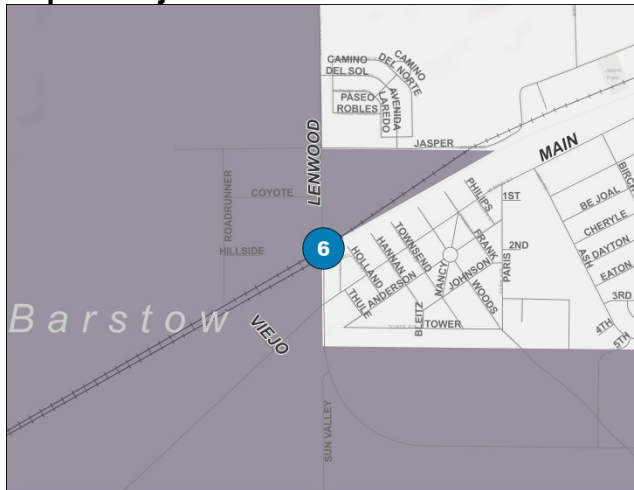 CAMINO
DEL SOL
CAMINO
DEL NORTE
PASEO
ROBLES
AVENIDA
LAREDO
Jasper
Park
JASPER
MAIN
LENWOOD
ROADRUNNER
COYOTE
HILLSIDE
6
PHILIPS
1ST
BE JOAL
BIRCH
CHERYLE
DAYTON
EATON
ASH
2ND
3RD
4TH
5TH
PARIS
FRANK
TOWNSEND
HANNAN
HOLLAND
THULE
ANDERSON
NANCY
JOHNSON
WOODS
BLEITZ
TOWER
Barstow
VIEJO
SUN VALLEY